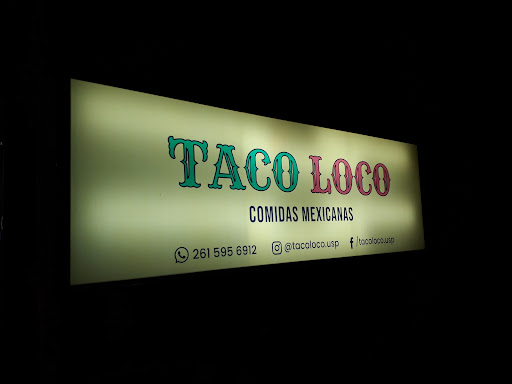 TACO LOCO
COMIDAS MEXICANAS
261 595 6912 @tacoloco.usp /tacoloco.usp